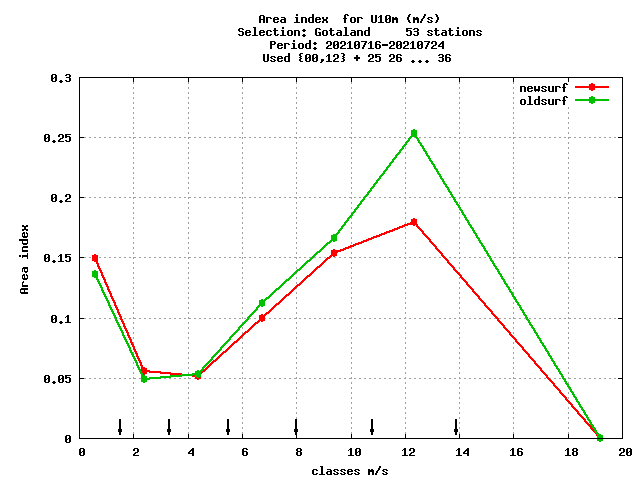 Area index  for U10m (m/s)
Selection: Gotaland     53 stations
Period: 20210716-20210724
Used {00,12} + 25 26 ... 36
0.3
newsurf
oldsurf
0.25
0.2
0.15
0.1
0.05
0
Area index
0 2 4 6 8 10 12 14 16 18 20
classes m/s